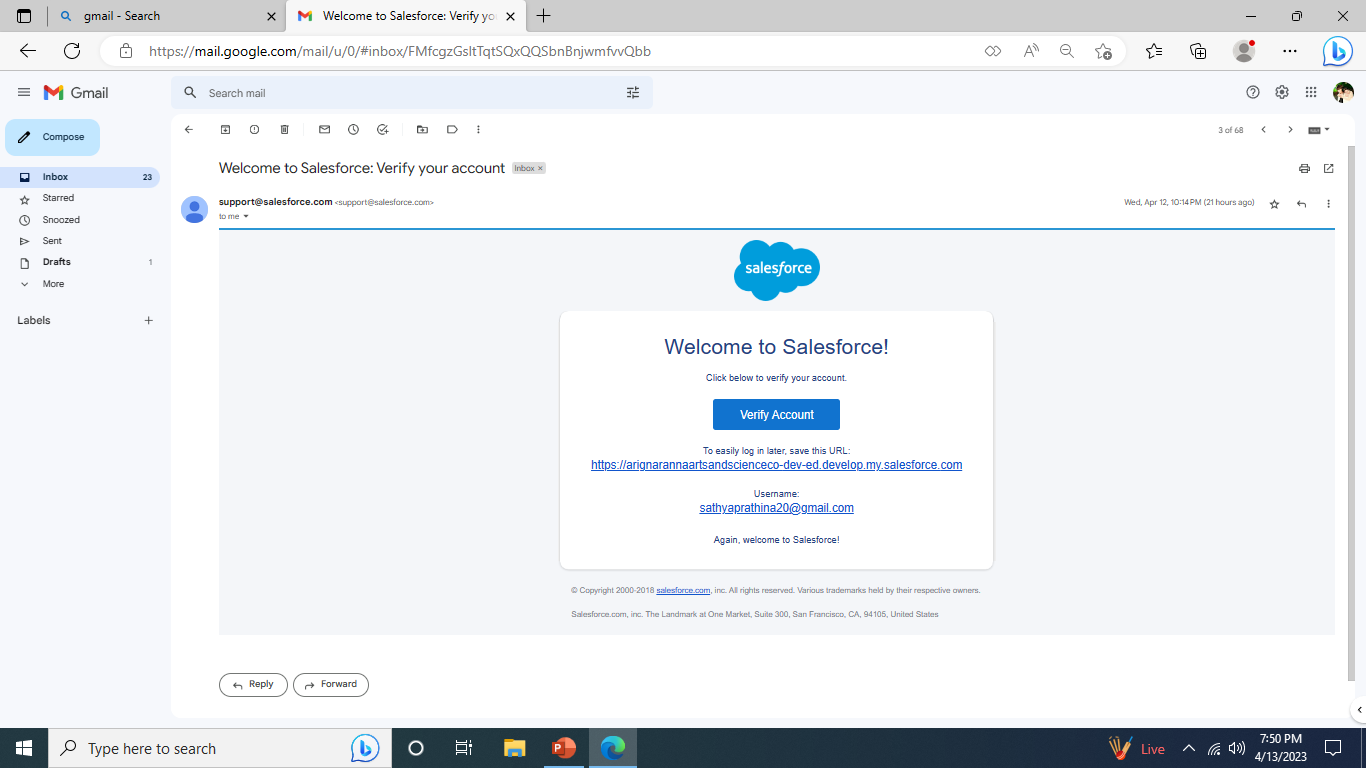 gmail - Search
Welcome to Salesforce: Verify yo
https://mail.google.com/mail/u/0/#inbox/FMfcgzGsltTqtSQxQQSbnBnjwmfvvQbb
Gmail
Search mail
Compose
3 of 68
Inbox 23
Starred
Snoozed
Sent
Drafts 1
More
Labels
Welcome to Salesforce: Verify your account Inbox ×
support@salesforce.com <support@salesforce.com>
Wed, Apr 12, 10:14 PM (21 hours ago)
to me
salesforce
Welcome to Salesforce!
Click below to verify your account.
Verify Account
To easily log in later, save this URL:
https://arignarannaartsandscienceco-dev-ed.develop.my.salesforce.com
Username:
sathyaprathina20@gmail.com
Again, welcome to Salesforce!
© Copyright 2000-2018 salesforce.com, inc. All rights reserved. Various trademarks held by their respective owners.
Salesforce.com, inc. The Landmark at One Market, Suite 300, San Francisco, CA, 94105, United States
Reply
Forward
Type here to search
Live
7:50 PM
4/13/2023